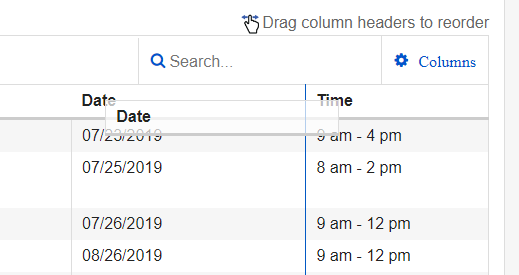 Drag column headers to reorder
Search... Columns
Date Time
Date
07/23/2019 9 am - 4 pm
07/25/2019 8 am - 2 pm
07/26/2019 9 am - 12 pm
08/26/2019 9 am - 12 pm